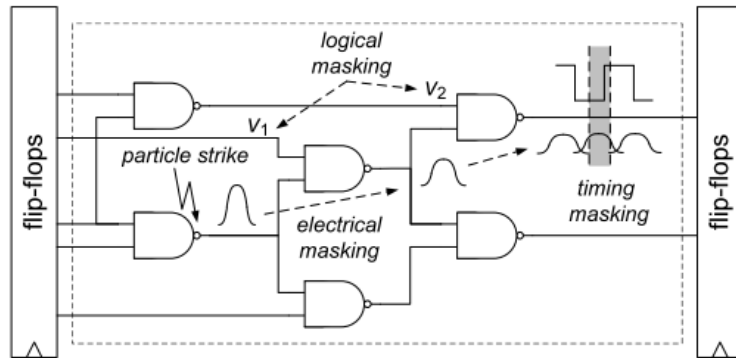 flip-flops
logical
masking
V1
V2
particle strike
electrical
masking
timing
masking
flip-flops